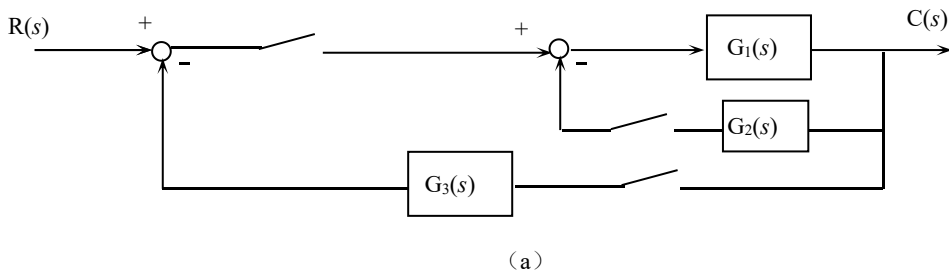 R(s) + + C(s)
G₁(s)
− −
G₂(s)
G₃(s)
（a）